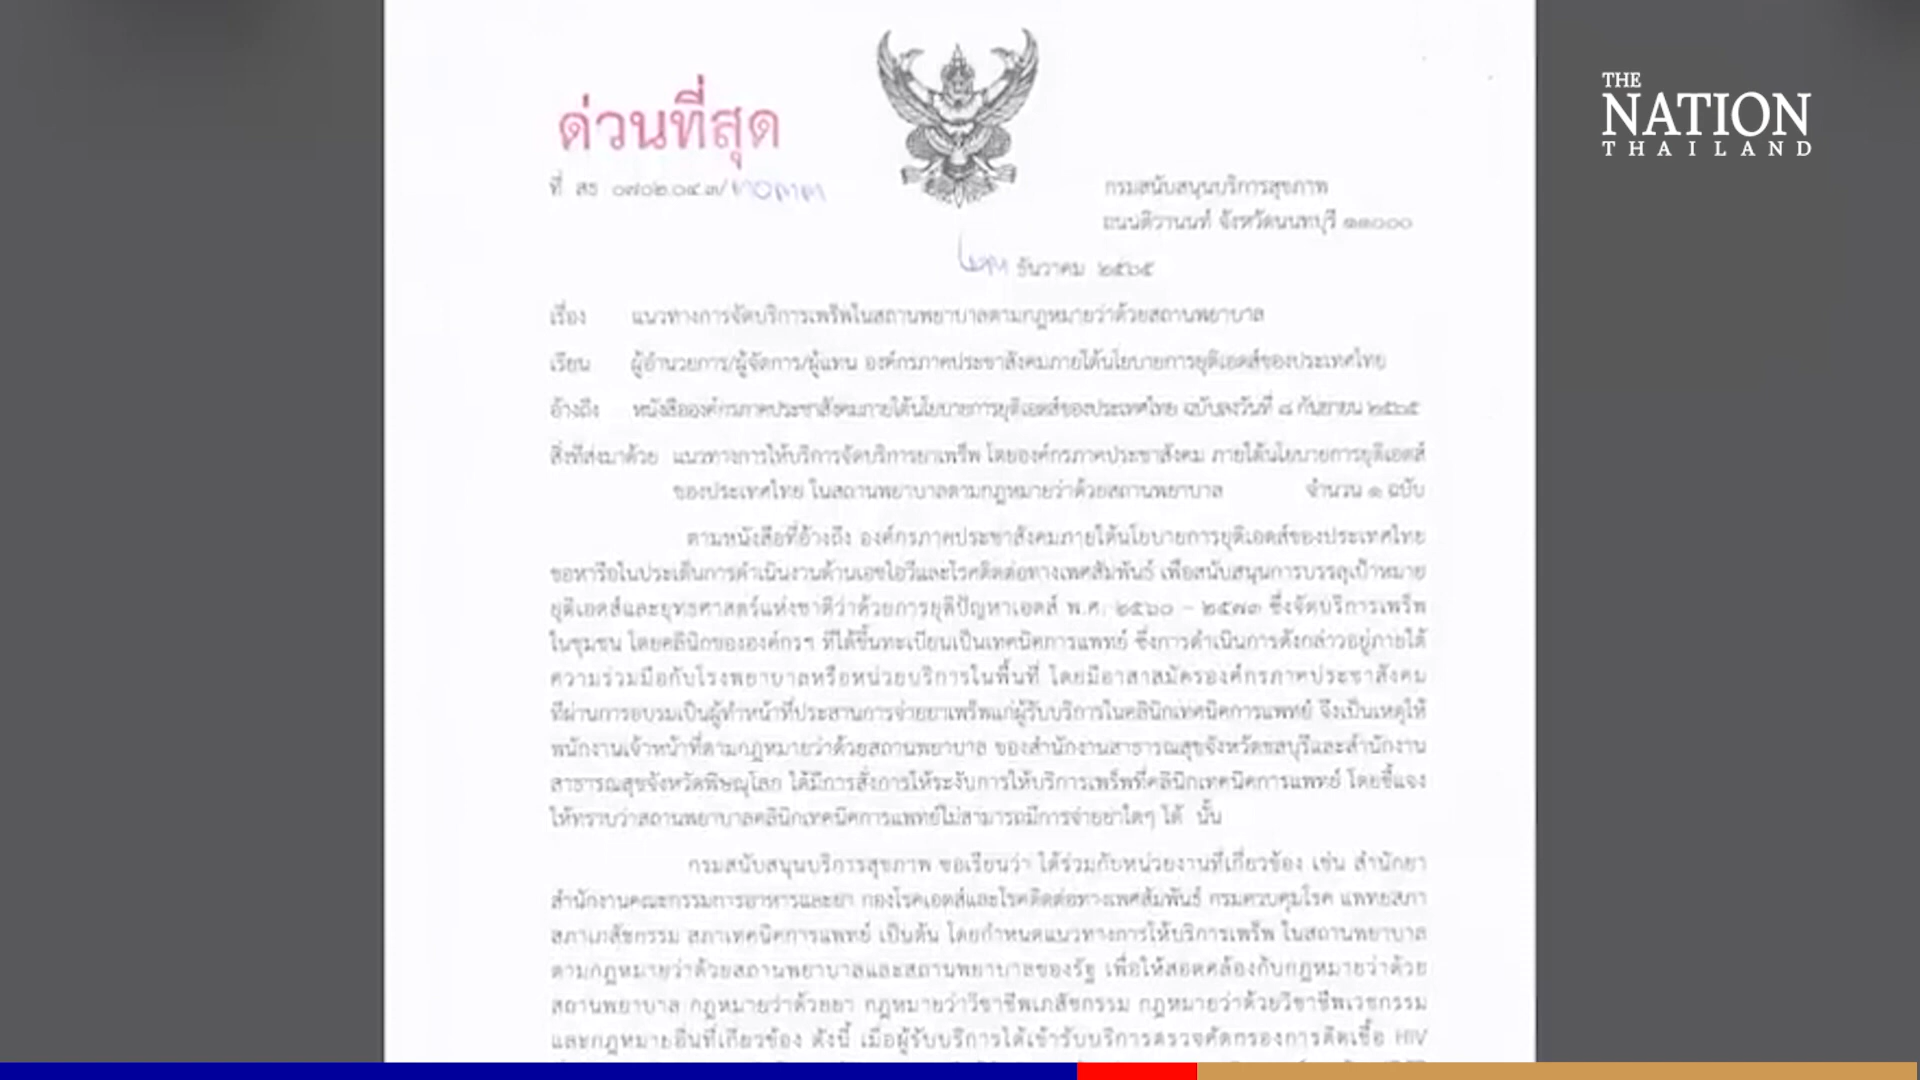 THE
NATION
THAILAND
ด่วนที่สุด
ที่ สธ ๐๗๐๒.๐๔.๓/
กรมสนับสนุนบริการสุขภาพ
ถนนติวานนท์ จังหวัดนนทบุรี ๑๑๐๐๐
ธันวาคม ๒๕๖๕
เรื่อง แนวทางการจัดบริการเพร็พในสถานพยาบาลตามกฎหมายว่าด้วยสถานพยาบาล
เรียน ผู้อำนวยการ/ผู้จัดการ/ผู้แทน องค์กรภาคประชาสังคมภายใต้นโยบายการยุติเอดส์ของประเทศไทย
อ้างถึง หนังสือองค์กรภาคประชาสังคมภายใต้นโยบายการยุติเอดส์ของประเทศไทย ฉบับลงวันที่ ๘ กันยายน ๒๕๖๕
สิ่งที่ส่งมาด้วย แนวทางการให้บริการจัดบริการยาเพร็พ โดยองค์กรภาคประชาสังคม ภายใต้นโยบายการยุติเอดส์
ของประเทศไทย ในสถานพยาบาลตามกฎหมายว่าด้วยสถานพยาบาล จำนวน ๑ ฉบับ
ตามหนังสือที่อ้างถึง องค์กรภาคประชาสังคมภายใต้นโยบายการยุติเอดส์ของประเทศไทย
ขอหารือในประเด็นการดำเนินงานด้านเอชไอวีและโรคติดต่อทางเพศสัมพันธ์ เพื่อสนับสนุนการบรรลุเป้าหมาย
ยุติเอดส์และยุทธศาสตร์แห่งชาติว่าด้วยการยุติปัญหาเอดส์ พ.ศ. ๒๕๖๐ – ๒๕๗๓ ซึ่งจัดบริการเพร็พ
ในชุมชน โดยคลินิกขององค์กรฯ ที่ได้ขึ้นทะเบียนเป็นเทคนิคการแพทย์ ซึ่งการดำเนินการดังกล่าวอยู่ภายใต้
ความร่วมมือกับโรงพยาบาลหรือหน่วยบริการในพื้นที่ โดยมีอาสาสมัครองค์กรภาคประชาสังคม
ที่ผ่านการอบรมเป็นผู้ทำหน้าที่ประสานการจ่ายยาเพร็พแก่ผู้รับบริการในคลินิกเทคนิคการแพทย์ จึงเป็นเหตุให้
พนักงานเจ้าหน้าที่ตามกฎหมายว่าด้วยสถานพยาบาล ของสำนักงานสาธารณสุขจังหวัดชลบุรีและสำนักงาน
สาธารณสุขจังหวัดพิษณุโลก ได้มีการสั่งการให้ระงับการให้บริการเพร็พที่คลินิกเทคนิคการแพทย์ โดยชี้แจง
ให้ทราบว่าสถานพยาบาลคลินิกเทคนิคการแพทย์ไม่สามารถมีการจ่ายยาใดๆ ได้ นั้น
กรมสนับสนุนบริการสุขภาพ ขอเรียนว่า ได้ร่วมกับหน่วยงานที่เกี่ยวข้อง เช่น สำนักยา
สำนักงานคณะกรรมการอาหารและยา กองโรคเอดส์และโรคติดต่อทางเพศสัมพันธ์ กรมควบคุมโรค แพทยสภา
สภาเภสัชกรรม สภาเทคนิคการแพทย์ เป็นต้น โดยกำหนดแนวทางการให้บริการเพร็พ ในสถานพยาบาล
ตามกฎหมายว่าด้วยสถานพยาบาลและสถานพยาบาลของรัฐ เพื่อให้สอดคล้องกับกฎหมายว่าด้วย
สถานพยาบาล กฎหมายว่าด้วยยา กฎหมายว่าวิชาชีพเภสัชกรรม กฎหมายว่าด้วยวิชาชีพเวชกรรม
และกฎหมายอื่นที่เกี่ยวข้อง ดังนี้ เมื่อผู้รับบริการได้เข้ารับบริการตรวจคัดกรองการติดเชื้อ HIV